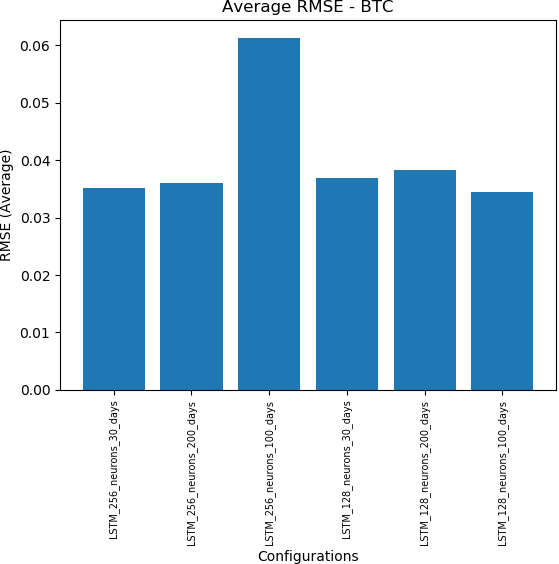 Average RMSE - BTC
RMSE (Average)
0.06
0.05
0.04
0.03
0.02
0.01
0.00
LSTM_256_neurons_30_days
LSTM_256_neurons_200_days
LSTM_256_neurons_100_days
LSTM_128_neurons_30_days
LSTM_128_neurons_200_days
LSTM_128_neurons_100_days
Configurations